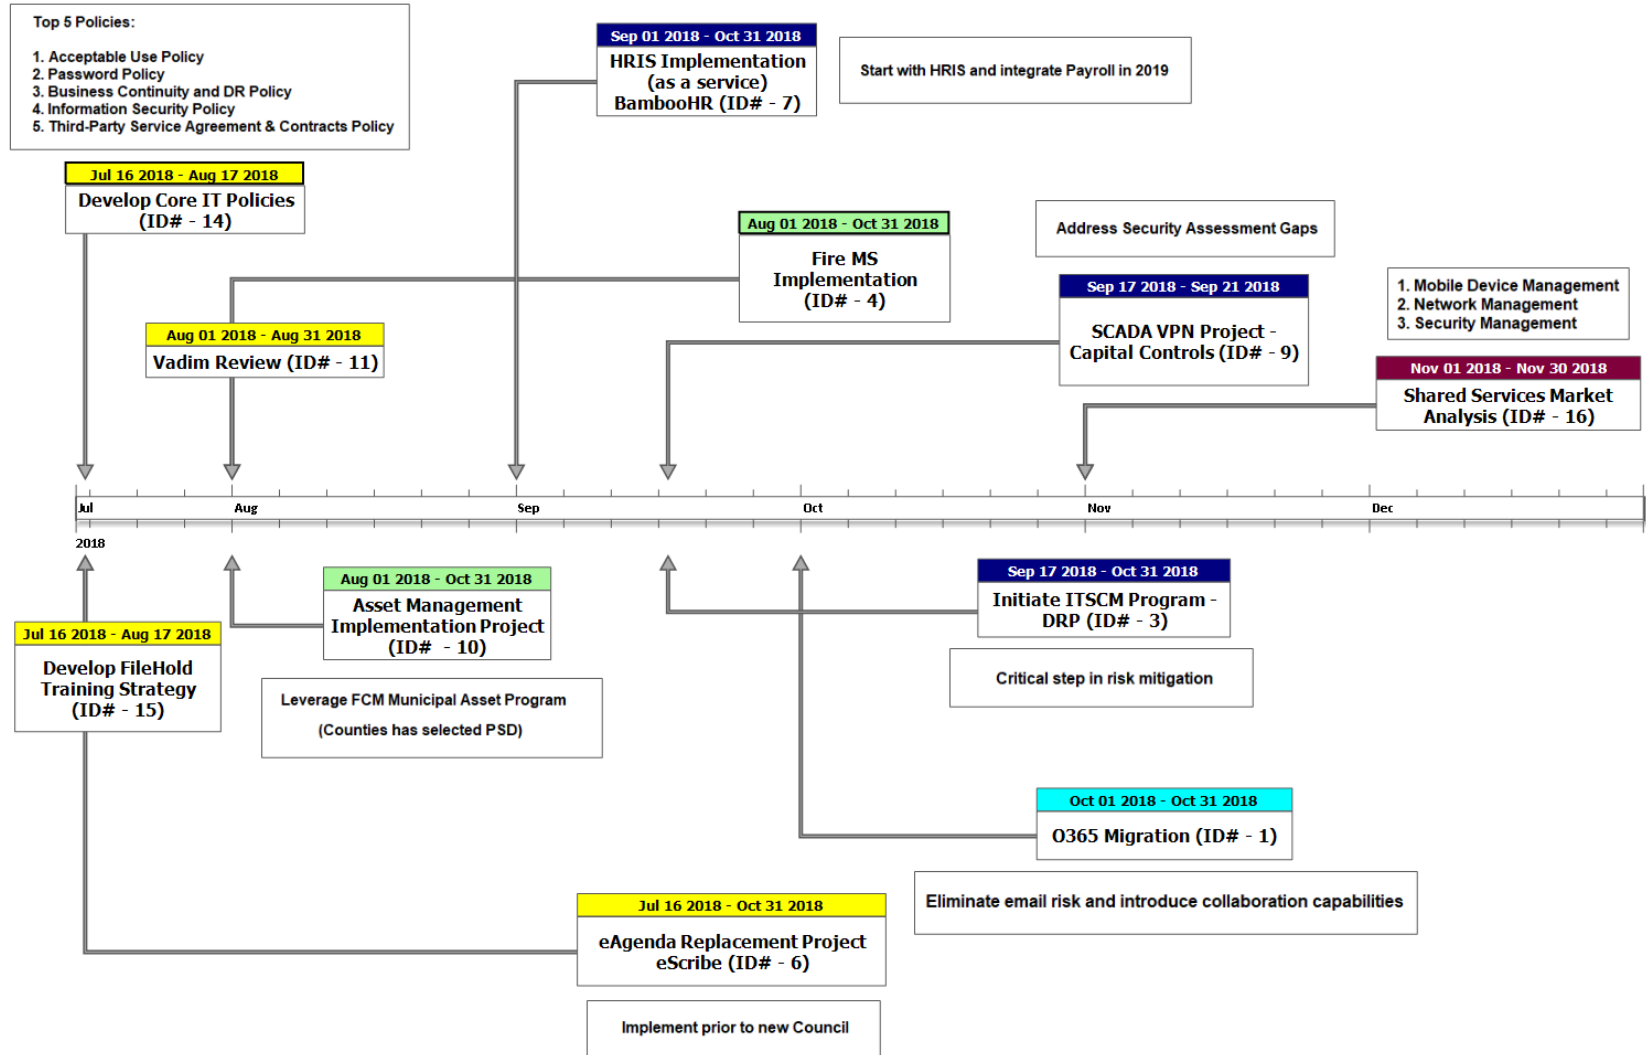 Top 5 Policies:
1. Acceptable Use Policy
2. Password Policy
3. Business Continuity and DR Policy
4. Information Security Policy
5. Third-Party Service Agreement & Contracts Policy
Sep 01 2018 - Oct 31 2018
HRIS Implementation
(as a service)
BambooHR (ID# - 7)
Start with HRIS and integrate Payroll in 2019
Jul 16 2018 - Aug 17 2018
Develop Core IT Policies
(ID# - 14)
Aug 01 2018 - Oct 31 2018
Fire MS
Implementation
(ID# - 4)
Address Security Assessment Gaps
Sep 17 2018 - Sep 21 2018
SCADA VPN Project -
Capital Controls (ID# - 9)
1. Mobile Device Management
2. Network Management
3. Security Management
Aug 01 2018 - Aug 31 2018
Vadim Review (ID# - 11)
Nov 01 2018 - Nov 30 2018
Shared Services Market
Analysis (ID# - 16)
Jul Aug Sep Oct Nov Dec
2018
Aug 01 2018 - Oct 31 2018
Asset Management
Implementation Project
(ID# - 10)
Leverage FCM Municipal Asset Program
(Counties has selected PSD)
Sep 17 2018 - Oct 31 2018
Initiate ITSCM Program -
DRP (ID# - 3)
Critical step in risk mitigation
Jul 16 2018 - Aug 17 2018
Develop FileHold
Training Strategy
(ID# - 15)
Oct 01 2018 - Oct 31 2018
O365 Migration (ID# - 1)
Eliminate email risk and introduce collaboration capabilities
Jul 16 2018 - Oct 31 2018
eAgenda Replacement Project
eScribe (ID# - 6)
Implement prior to new Council